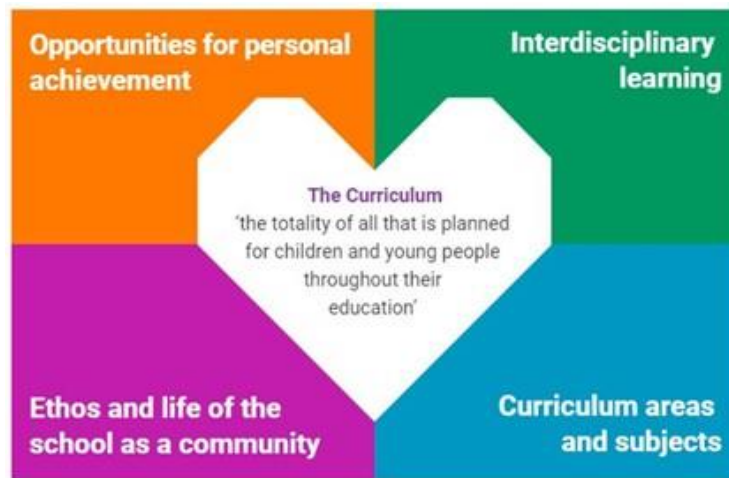 Opportunities for personal
achievement
Interdisciplinary
learning
The Curriculum
‘the totality of all that is planned
for children and young people
throughout their
education’
Ethos and life of the
school as a community
Curriculum areas
and subjects